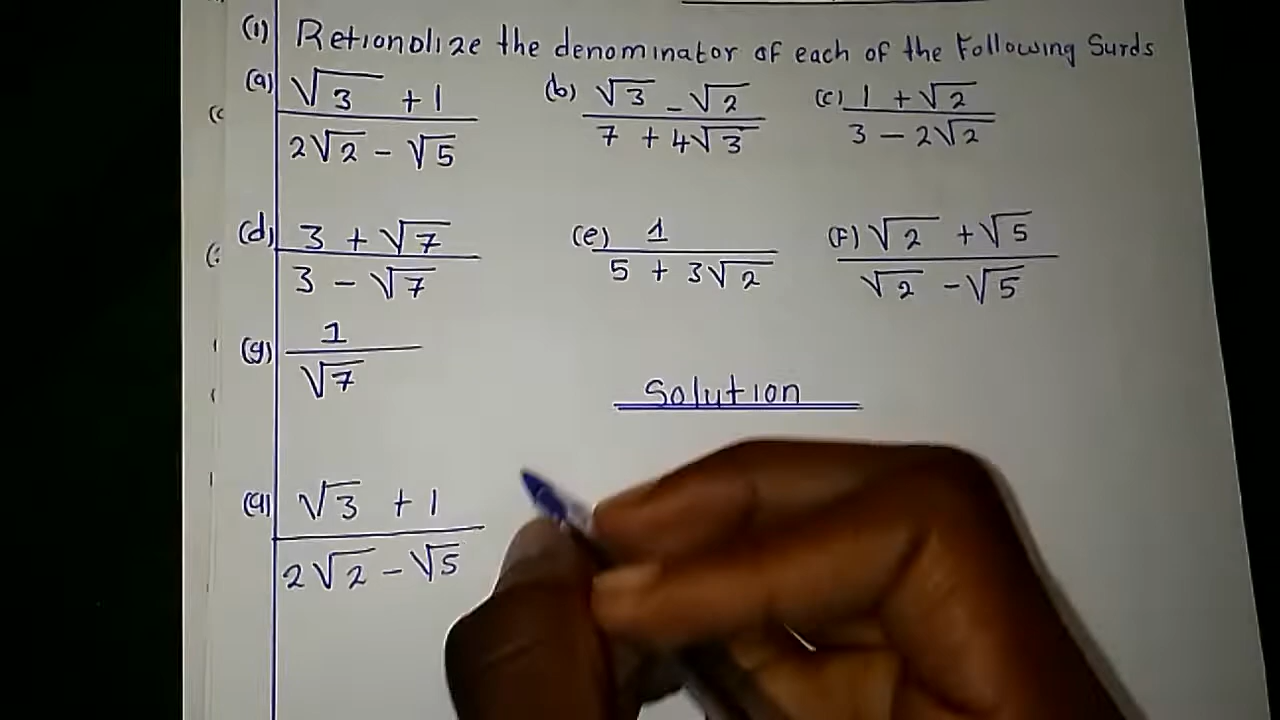 (1) Retionolize the denominator of each of the Following Surds
(a) √3 + 1 (b) √3 - √2 (c) 1 + √2
2√2 - √5 7 + 4√3 3 - 2√2
(d) 3 + √7 (e) 1 (F) √2 + √5
3 - √7 5 + 3√2 √2 - √5
(g) 1
√7
Solution
(a) √3 + 1
2√2 - √5